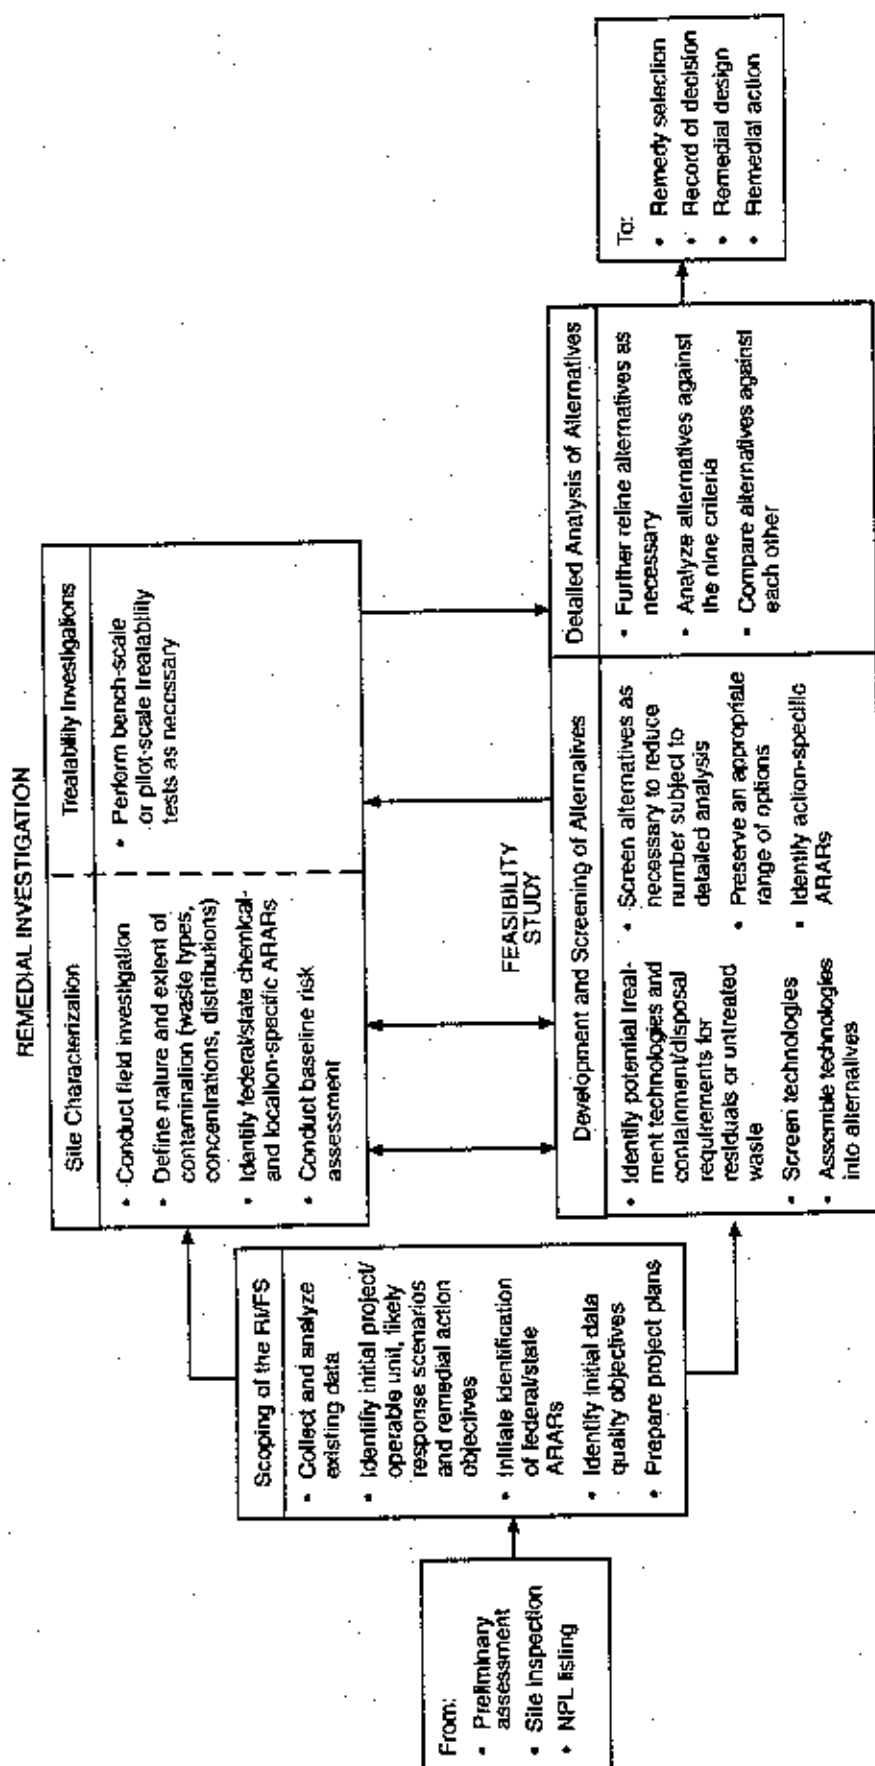 REMEDIAL INVESTIGATION
From:
• Preliminary
assessment
• Site inspection
• NPL listing
Scoping of the RI/FS
• Collect and analyze
existing data
• Identify initial project/
operable unit, likely
response scenarios
and remedial action
objectives
• Initiate identification
of federal/state
ARARs
• Identify initial data
quality objectives
• Prepare project plans
Site Characterization
• Conduct field investigation
• Define nature and extent of
contamination (waste types,
concentrations, distributions)
• Identify federal/state chemical-
and location-specific ARARs
• Conduct baseline risk
assessment
Treatability Investigations
• Perform bench-scale
or pilot-scale treatability
tests as necessary
FEASIBILITY
STUDY
Development and Screening of Alternatives
• Identify potential treat-
ment technologies and
containment/disposal
requirements for
residuals or untreated
waste
• Screen technologies
• Assemble technologies
into alternatives
• Screen alternatives as
necessary to reduce
number subject to
detailed analysis
• Preserve an appropriate
range of options
• Identify action-specific
ARARs
Detailed Analysis of Alternatives
• Further refine alternatives as
necessary
• Analyze alternatives against
the nine criteria
• Compare alternatives against
each other
To:
• Remedy selection
• Record of decision
• Remedial design
• Remedial action